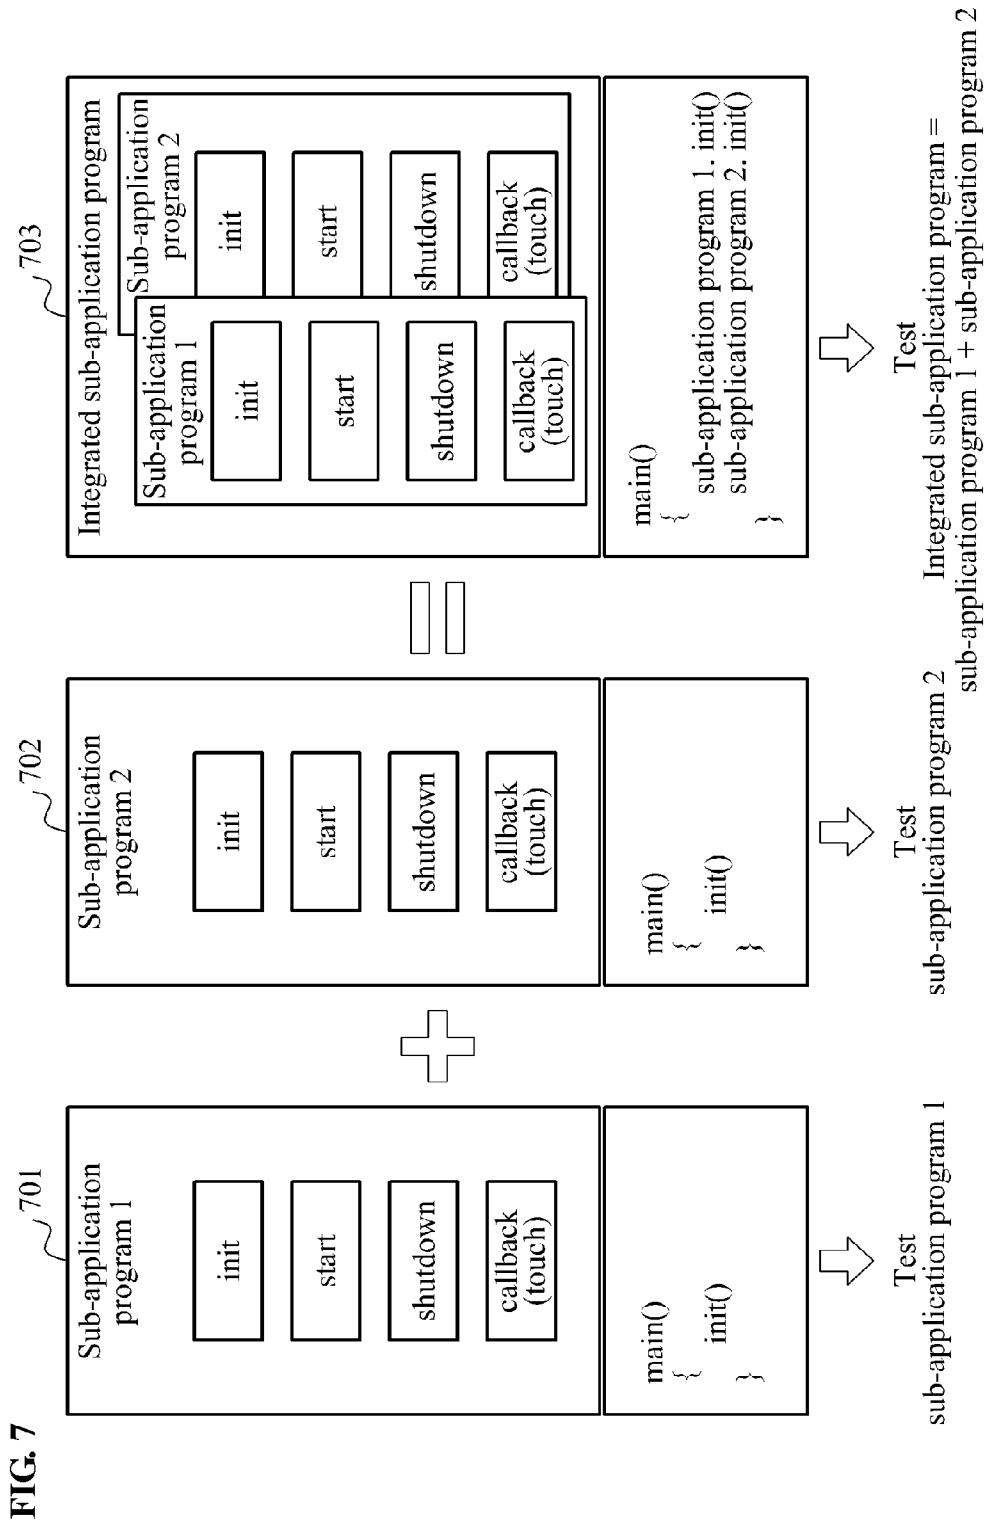 FIG. 7
701
Sub-application
program 1
init
start
shutdown
callback
(touch)
main()
{
init()
}
Test
sub-application program 1
702
Sub-application
program 2
init
start
shutdown
callback
(touch)
main()
{
init()
}
Test
sub-application program 2
703
Integrated sub-application program
Sub-application
program 1
init
start
shutdown
callback
(touch)
Sub-application
program 2
init
start
shutdown
callback
(touch)
main()
{
sub-application program 1. init()
sub-application program 2. init()
}
Test
Integrated sub-application program =
sub-application program 1 + sub-application program 2